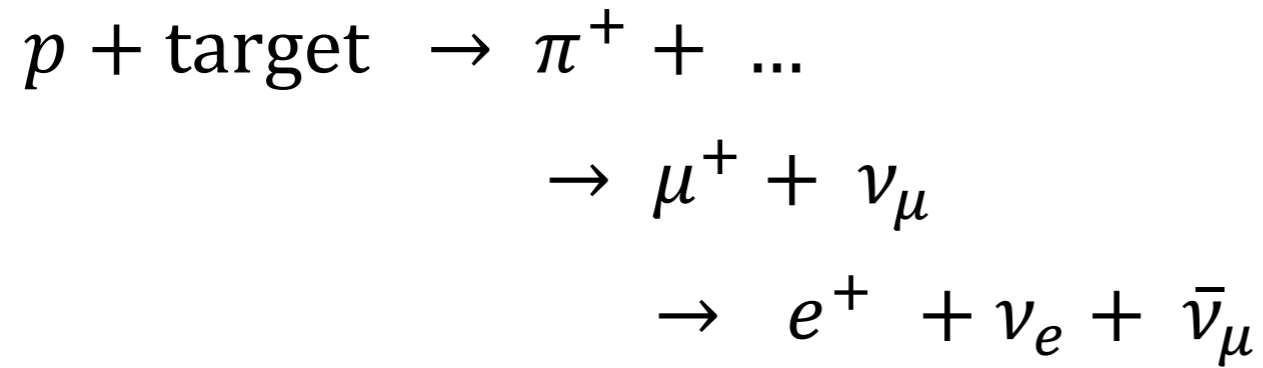 p + target → π⁺ + ...
→ μ⁺ + ν_μ
→ e⁺ + ν_e + ν̄_μ